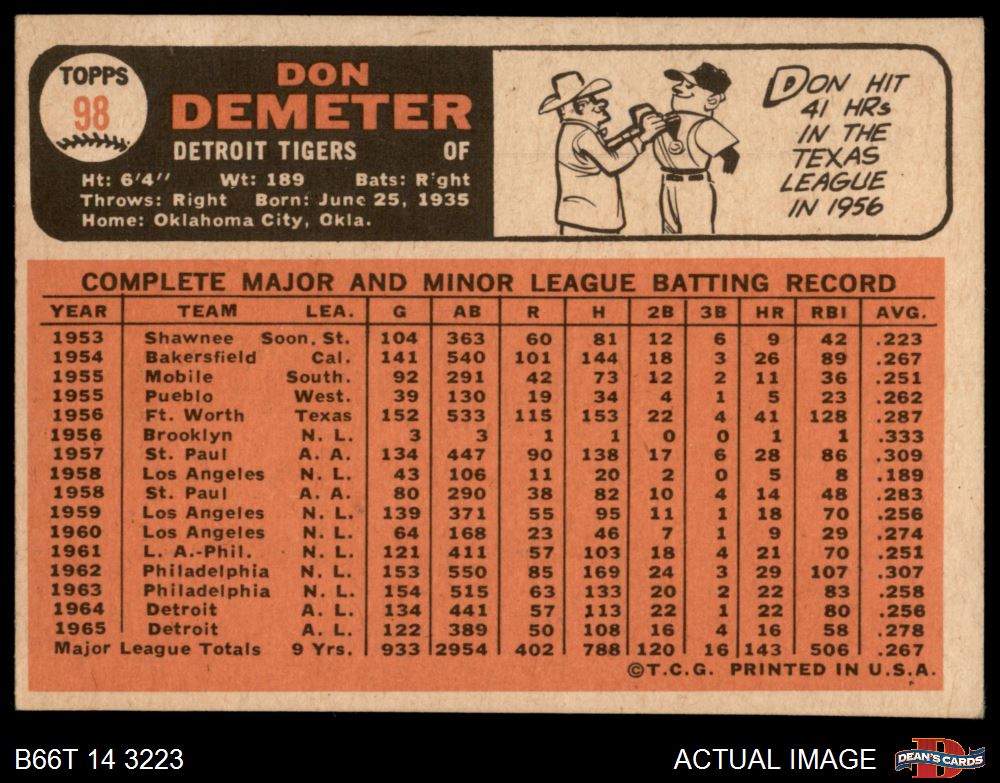 TOPPS
98
DON
DEMETER
DETROIT TIGERS OF
Ht: 6'4" Wt: 189 Bats: Right
Throws: Right Born: June 25, 1935
Home: Oklahoma City, Okla.
DON HIT
41 HRs
IN THE
TEXAS
LEAGUE
IN 1956
COMPLETE MAJOR AND MINOR LEAGUE BATTING RECORD
YEAR TEAM LEA. G AB R H 2B 3B HR RBI AVG.
1953 Shawnee Soon. St. 104 363 60 81 12 6 9 42 .223
1954 Bakersfield Cal. 141 540 101 144 18 3 26 89 .267
1955 Mobile South. 92 291 42 73 12 2 11 36 .251
1955 Pueblo West. 39 130 19 34 4 1 5 23 .262
1956 Ft. Worth Texas 152 533 115 153 22 4 41 128 .287
1956 Brooklyn N. L. 3 3 1 1 0 0 1 1 .333
1957 St. Paul A. A. 134 447 90 138 17 6 28 86 .309
1958 Los Angeles N. L. 43 106 11 20 2 0 5 8 .189
1958 St. Paul A. A. 80 290 38 82 10 4 14 48 .283
1959 Los Angeles N. L. 139 371 55 95 11 1 18 70 .256
1960 Los Angeles N. L. 64 168 23 46 7 1 9 29 .274
1961 L. A.-Phil. N. L. 121 411 57 103 18 4 21 70 .251
1962 Philadelphia N. L. 153 550 85 169 24 3 29 107 .307
1963 Philadelphia N. L. 154 515 63 133 20 2 22 83 .258
1964 Detroit A. L. 134 441 57 113 22 1 22 80 .256
1965 Detroit A. L. 122 389 50 108 16 4 16 58 .278
Major League Totals 9 Yrs. 933 2954 402 788 120 16 143 506 .267
©T.C.G. PRINTED IN U.S.A.
B66T 14 3223 ACTUAL IMAGE DEAN'S CARDS